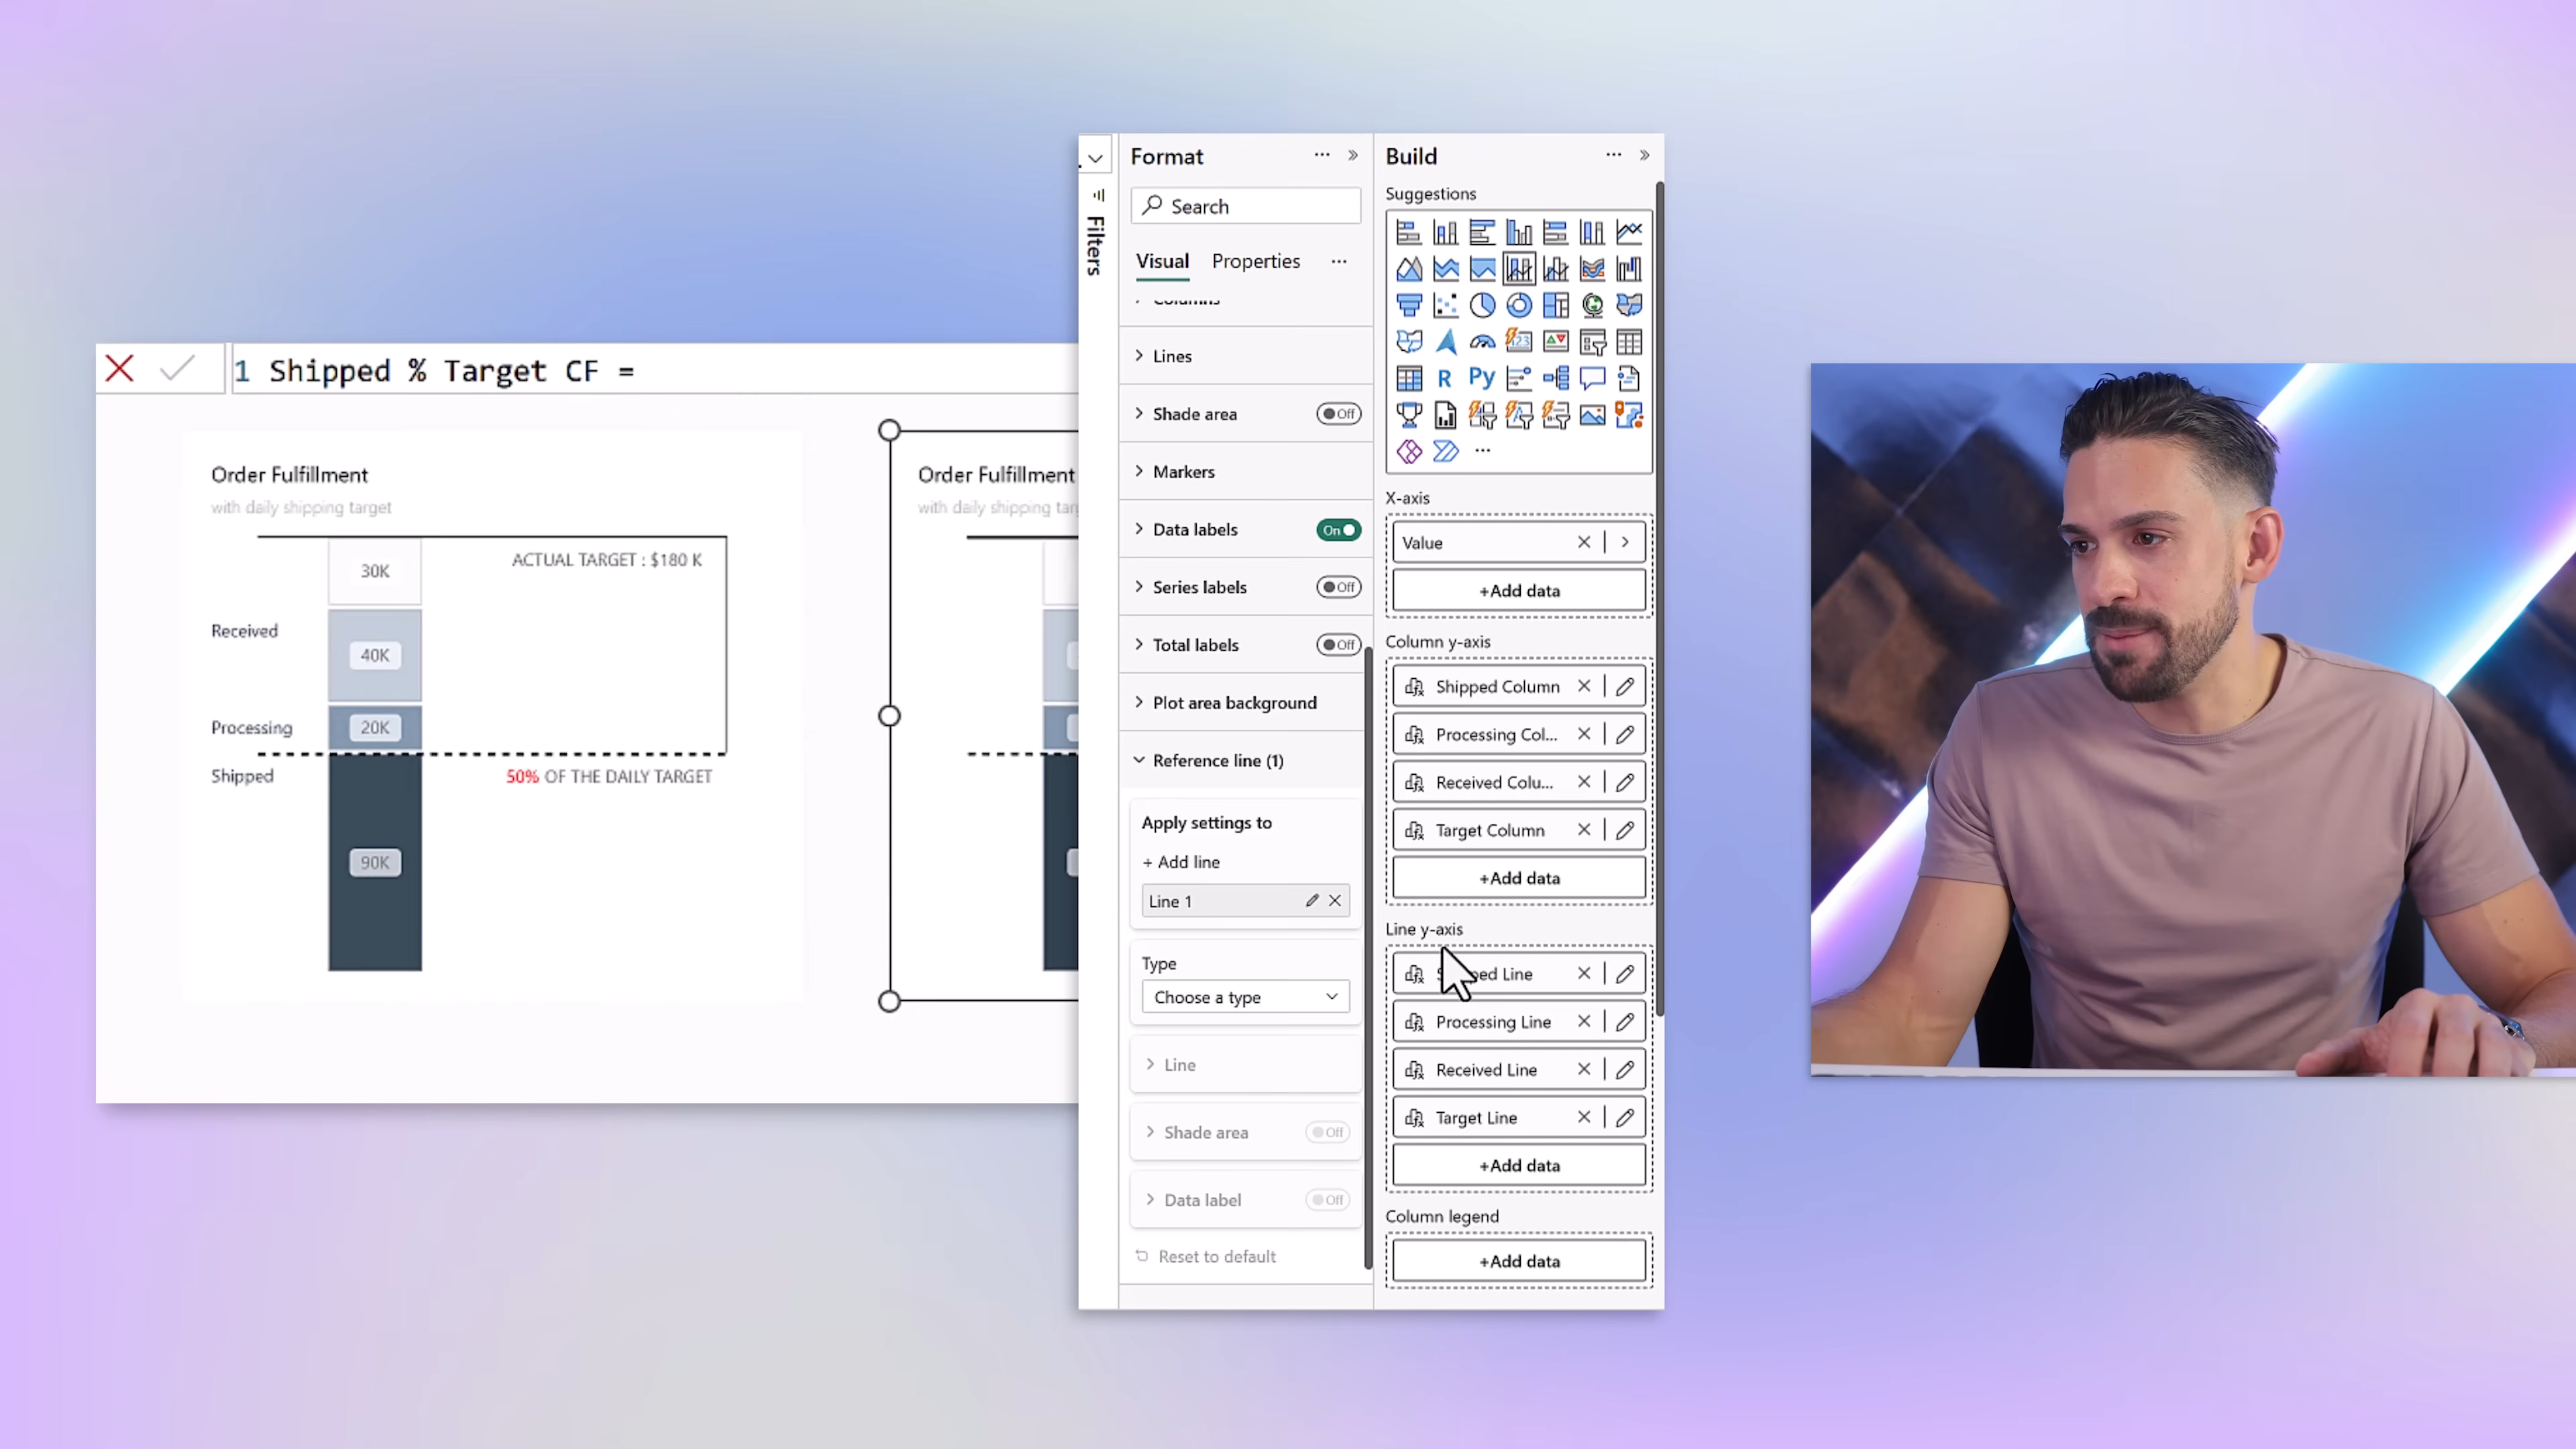 1 Shipped % Target CF =
Order Fulfillment
with daily shipping target
ACTUAL TARGET : $180 K
30K
Received
40K
Processing
20K
Shipped
50% OF THE DAILY TARGET
90K
Order Fulfillment
with daily shipping
Filters
Format
Search
Visual
Properties
Columns
Lines
Shade area
Off
Markers
Data labels
On
Series labels
Off
Total labels
Off
Plot area background
Reference line (1)
Apply settings to
+ Add line
Line 1
Type
Choose a type
Line
Shade area
Off
Data label
Off
Reset to default
Build
Suggestions
123
R
Py
X-axis
Value
+Add data
Column y-axis
Shipped Column
Processing Col...
Received Colu...
Target Column
+Add data
Line y-axis
Line
Processing Line
Received Line
Target Line
+Add data
Column legend
+Add data